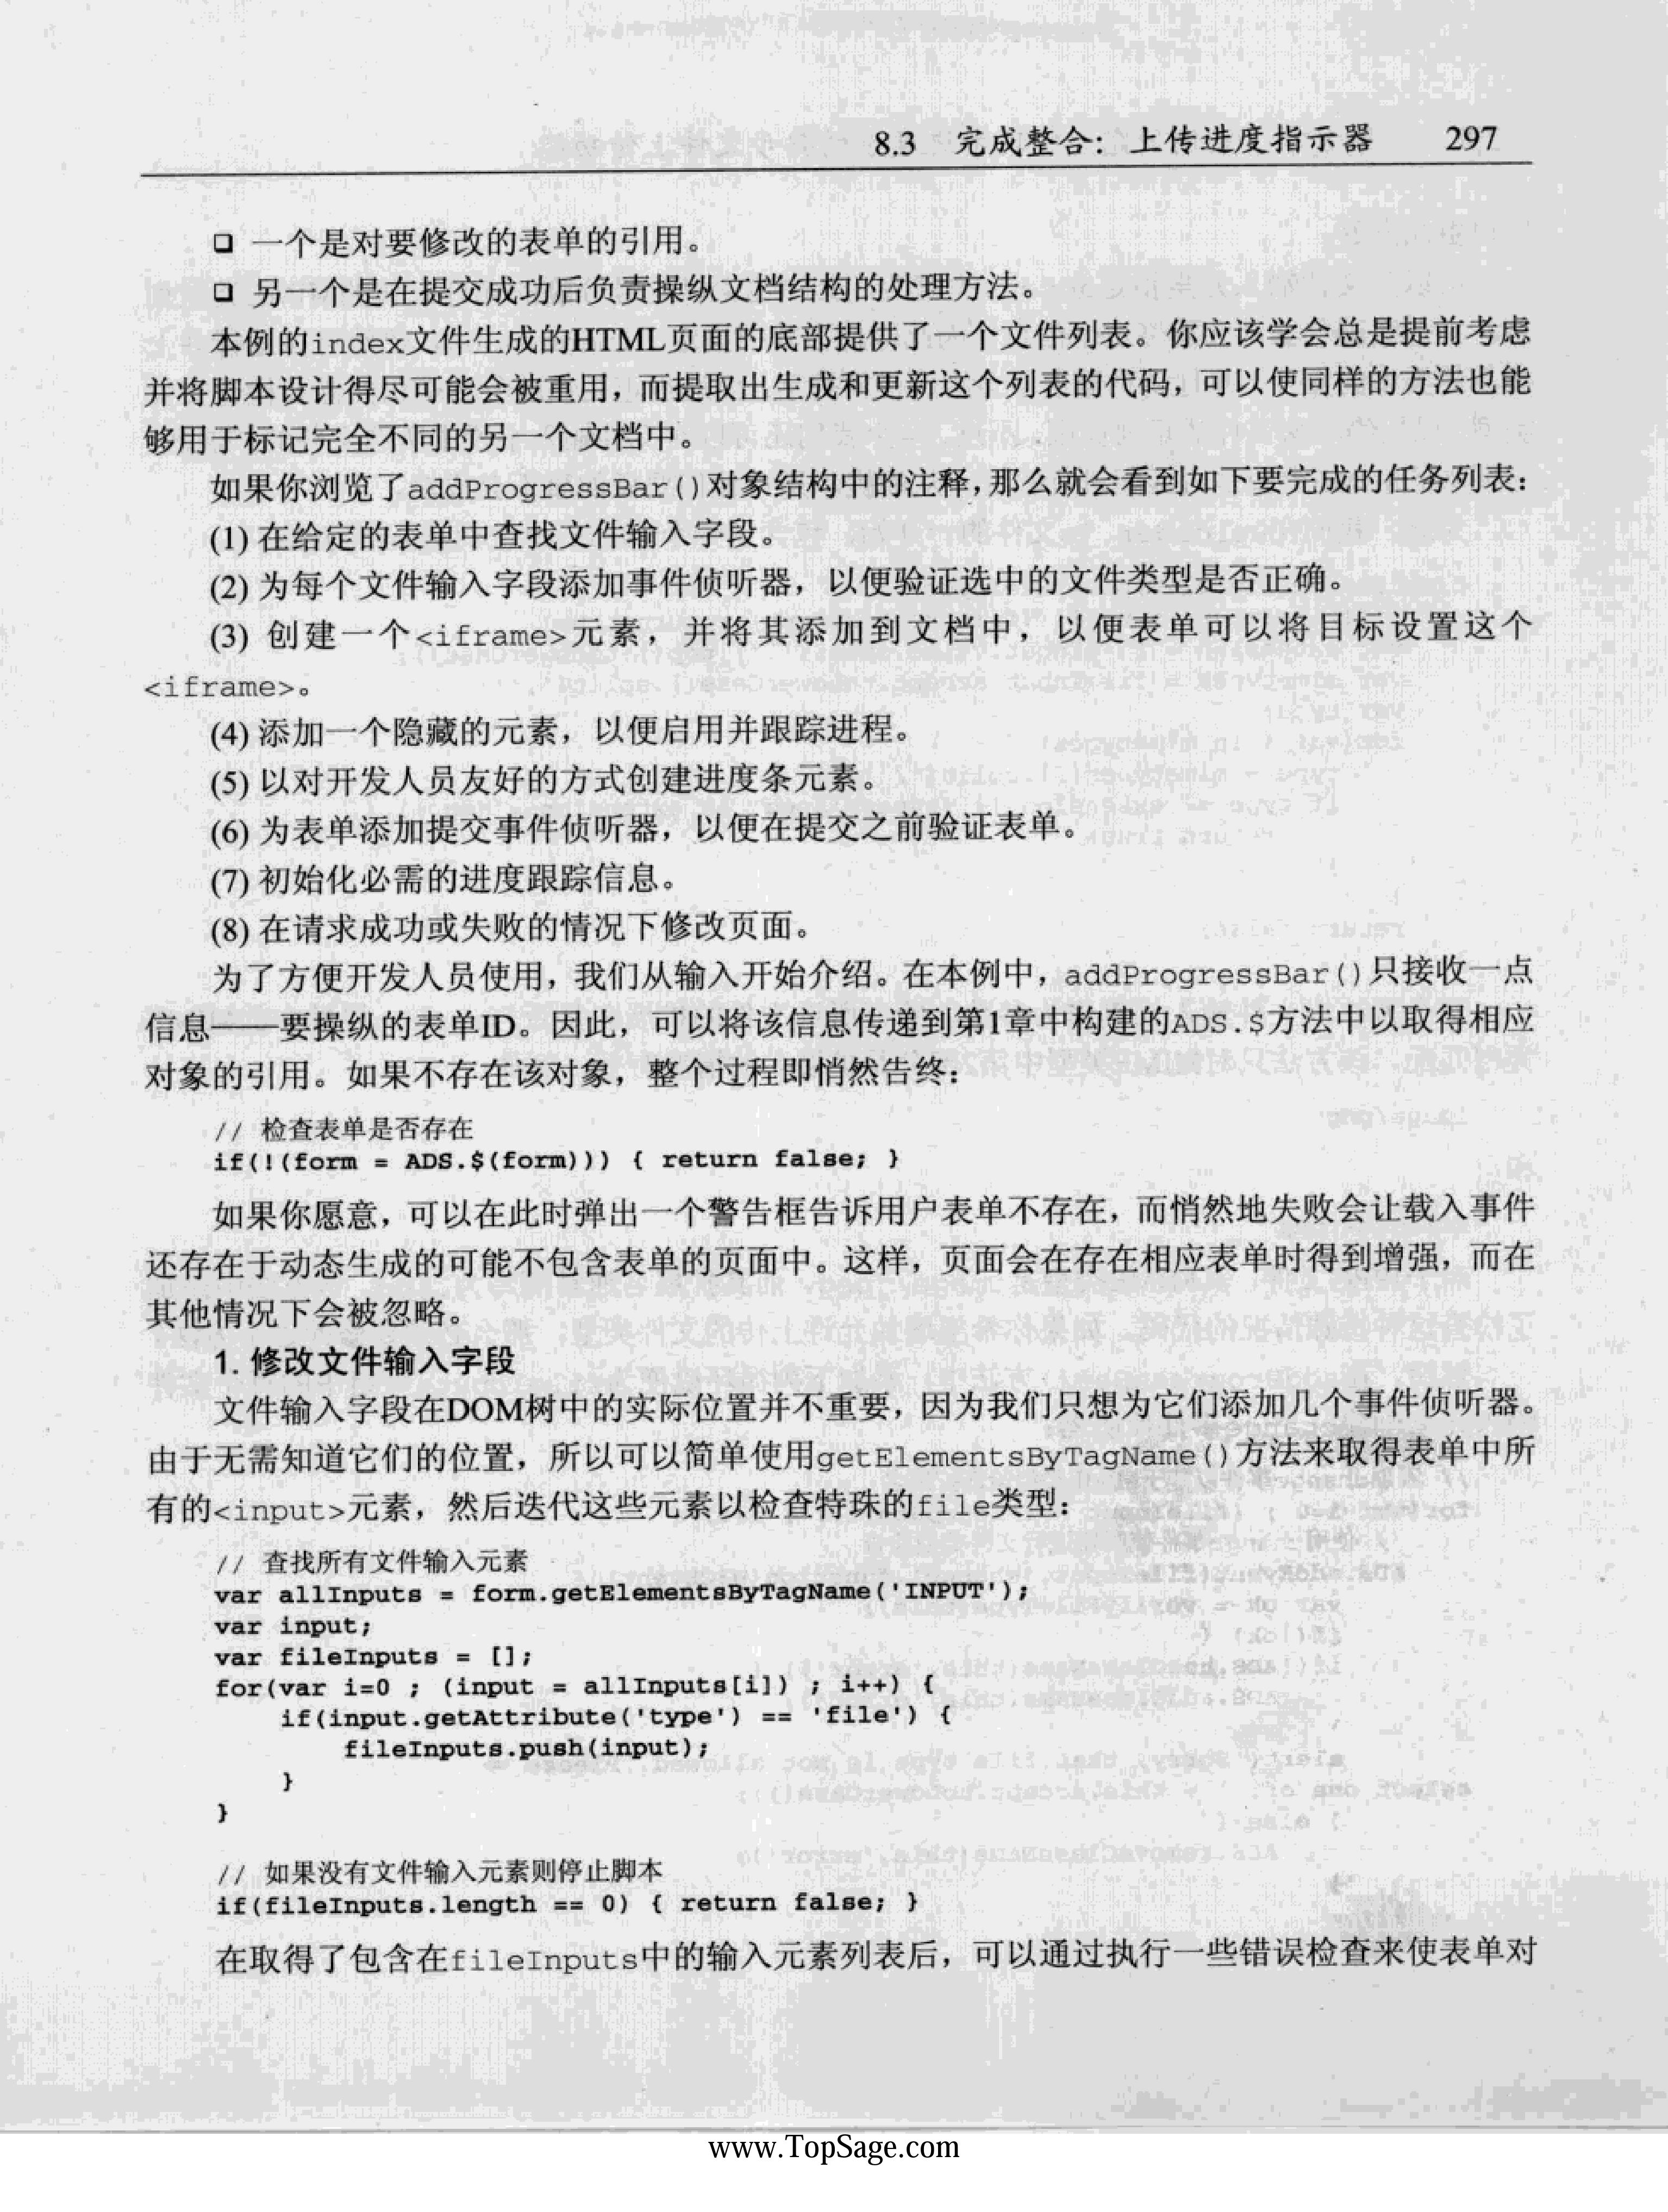 8.3 完成整合：上传进度指示器 297
❑ 一个是对要修改的表单的引用。
❑ 另一个是在提交成功后负责操纵文档结构的处理方法。
本例的index文件生成的HTML页面的底部提供了一个文件列表。你应该学会总是提前考虑
并将脚本设计得尽可能会被重用，而提取出生成和更新这个列表的代码，可以使同样的方法也能
够用于标记完全不同的另一个文档中。
如果你浏览了addProgressBar()对象结构中的注释，那么就会看到如下要完成的任务列表：
(1) 在给定的表单中查找文件输入字段。
(2) 为每个文件输入字段添加事件侦听器，以便验证选中的文件类型是否正确。
(3) 创建一个<iframe>元素，并将其添加到文档中，以便表单可以将目标设置这个
<iframe>。
(4) 添加一个隐藏的元素，以便启用并跟踪进程。
(5) 以对开发人员友好的方式创建进度条元素。
(6) 为表单添加提交事件侦听器，以便在提交之前验证表单。
(7) 初始化必需的进度跟踪信息。
(8) 在请求成功或失败的情况下修改页面。
为了方便开发人员使用，我们从输入开始介绍。在本例中，addProgressBar()只接收一点
信息——要操纵的表单ID。因此，可以将该信息传递到第1章中构建的ADS.$方法中以取得相应
对象的引用。如果不存在该对象，整个过程即悄然告终：
// 检查表单是否存在
if(!(form = ADS.$(form))) { return false; }
如果你愿意，可以在此时弹出一个警告框告诉用户表单不存在，而悄然地失败会让载入事件
还存在于动态生成的可能不包含表单的页面中。这样，页面会在存在相应表单时得到增强，而在
其他情况下会被忽略。
1. 修改文件输入字段
文件输入字段在DOM树中的实际位置并不重要，因为我们只想为它们添加几个事件侦听器。
由于无需知道它们的位置，所以可以简单使用getElementsByTagName()方法来取得表单中所
有的<input>元素，然后迭代这些元素以检查特殊的file类型：
// 查找所有文件输入元素
var allInputs = form.getElementsByTagName('INPUT');
var input;
var fileInputs = [];
for(var i=0 ; (input = allInputs[i]) ; i++) {
if(input.getAttribute('type') == 'file') {
fileInputs.push(input);
}
}
// 如果没有文件输入元素则停止脚本
if(fileInputs.length == 0) { return false; }
在取得了包含在fileInputs中的输入元素列表后，可以通过执行一些错误检查来使表单对
www.TopSage.com